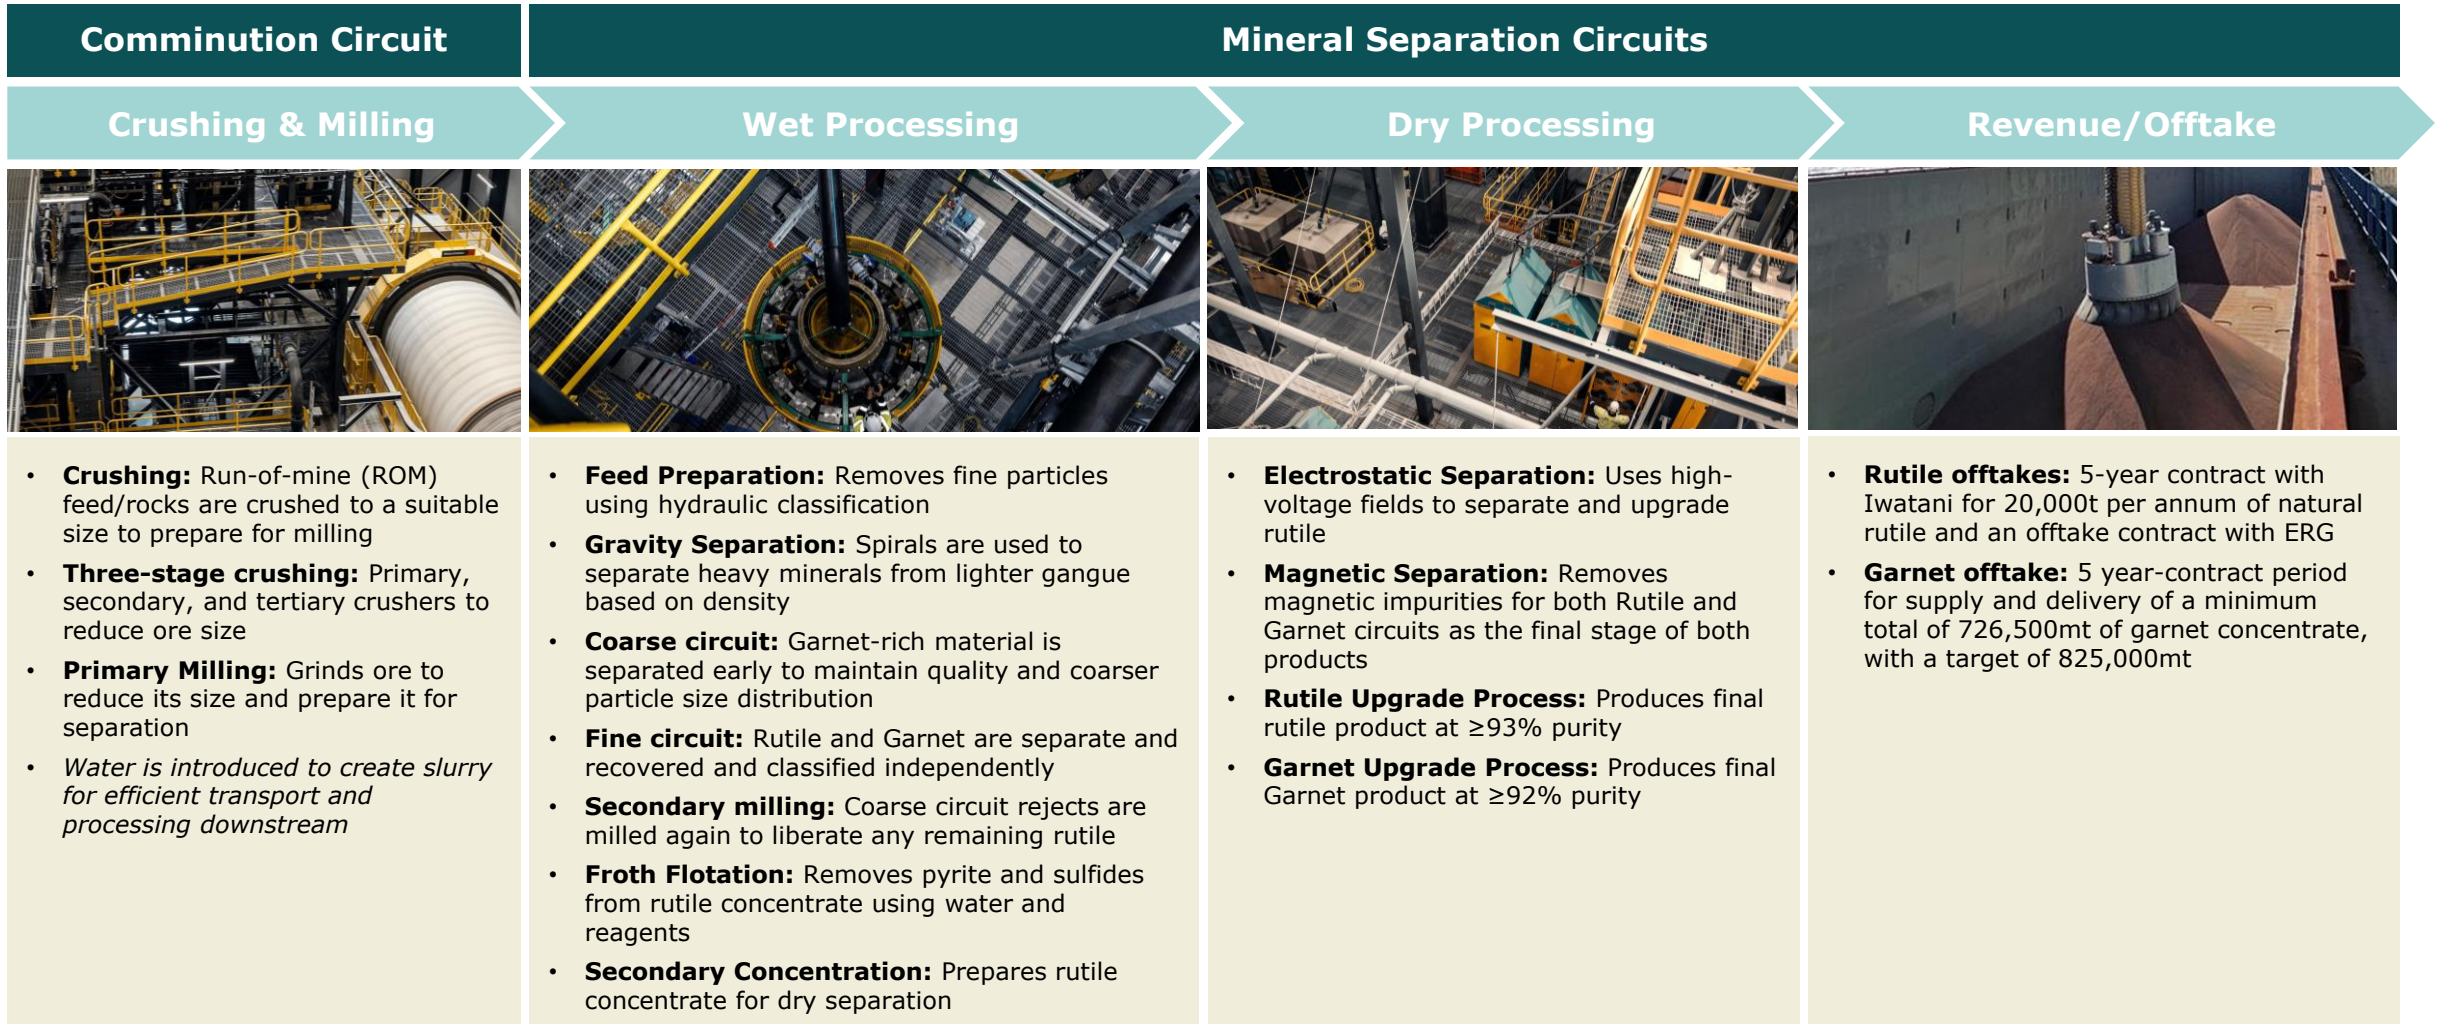 Comminution Circuit
Mineral Separation Circuits
Crushing & Milling
Wet Processing
Dry Processing
Revenue/Offtake
• Crushing: Run-of-mine (ROM)
feed/rocks are crushed to a suitable
size to prepare for milling
• Three-stage crushing: Primary,
secondary, and tertiary crushers to
reduce ore size
• Primary Milling: Grinds ore to
reduce its size and prepare it for
separation
• Water is introduced to create slurry
for efficient transport and
processing downstream
• Feed Preparation: Removes fine particles
using hydraulic classification
• Gravity Separation: Spirals are used to
separate heavy minerals from lighter gangue
based on density
• Coarse circuit: Garnet-rich material is
separated early to maintain quality and coarser
particle size distribution
• Fine circuit: Rutile and Garnet are separate and
recovered and classified independently
• Secondary milling: Coarse circuit rejects are
milled again to liberate any remaining rutile
• Froth Flotation: Removes pyrite and sulfides
from rutile concentrate using water and
reagents
• Secondary Concentration: Prepares rutile
concentrate for dry separation
• Electrostatic Separation: Uses high-
voltage fields to separate and upgrade
rutile
• Magnetic Separation: Removes
magnetic impurities for both Rutile and
Garnet circuits as the final stage of both
products
• Rutile Upgrade Process: Produces final
rutile product at ≥93% purity
• Garnet Upgrade Process: Produces final
Garnet product at ≥92% purity
• Rutile offtakes: 5-year contract with
Iwatani for 20,000t per annum of natural
rutile and an offtake contract with ERG
• Garnet offtake: 5 year-contract period
for supply and delivery of a minimum
total of 726,500mt of garnet concentrate,
with a target of 825,000mt